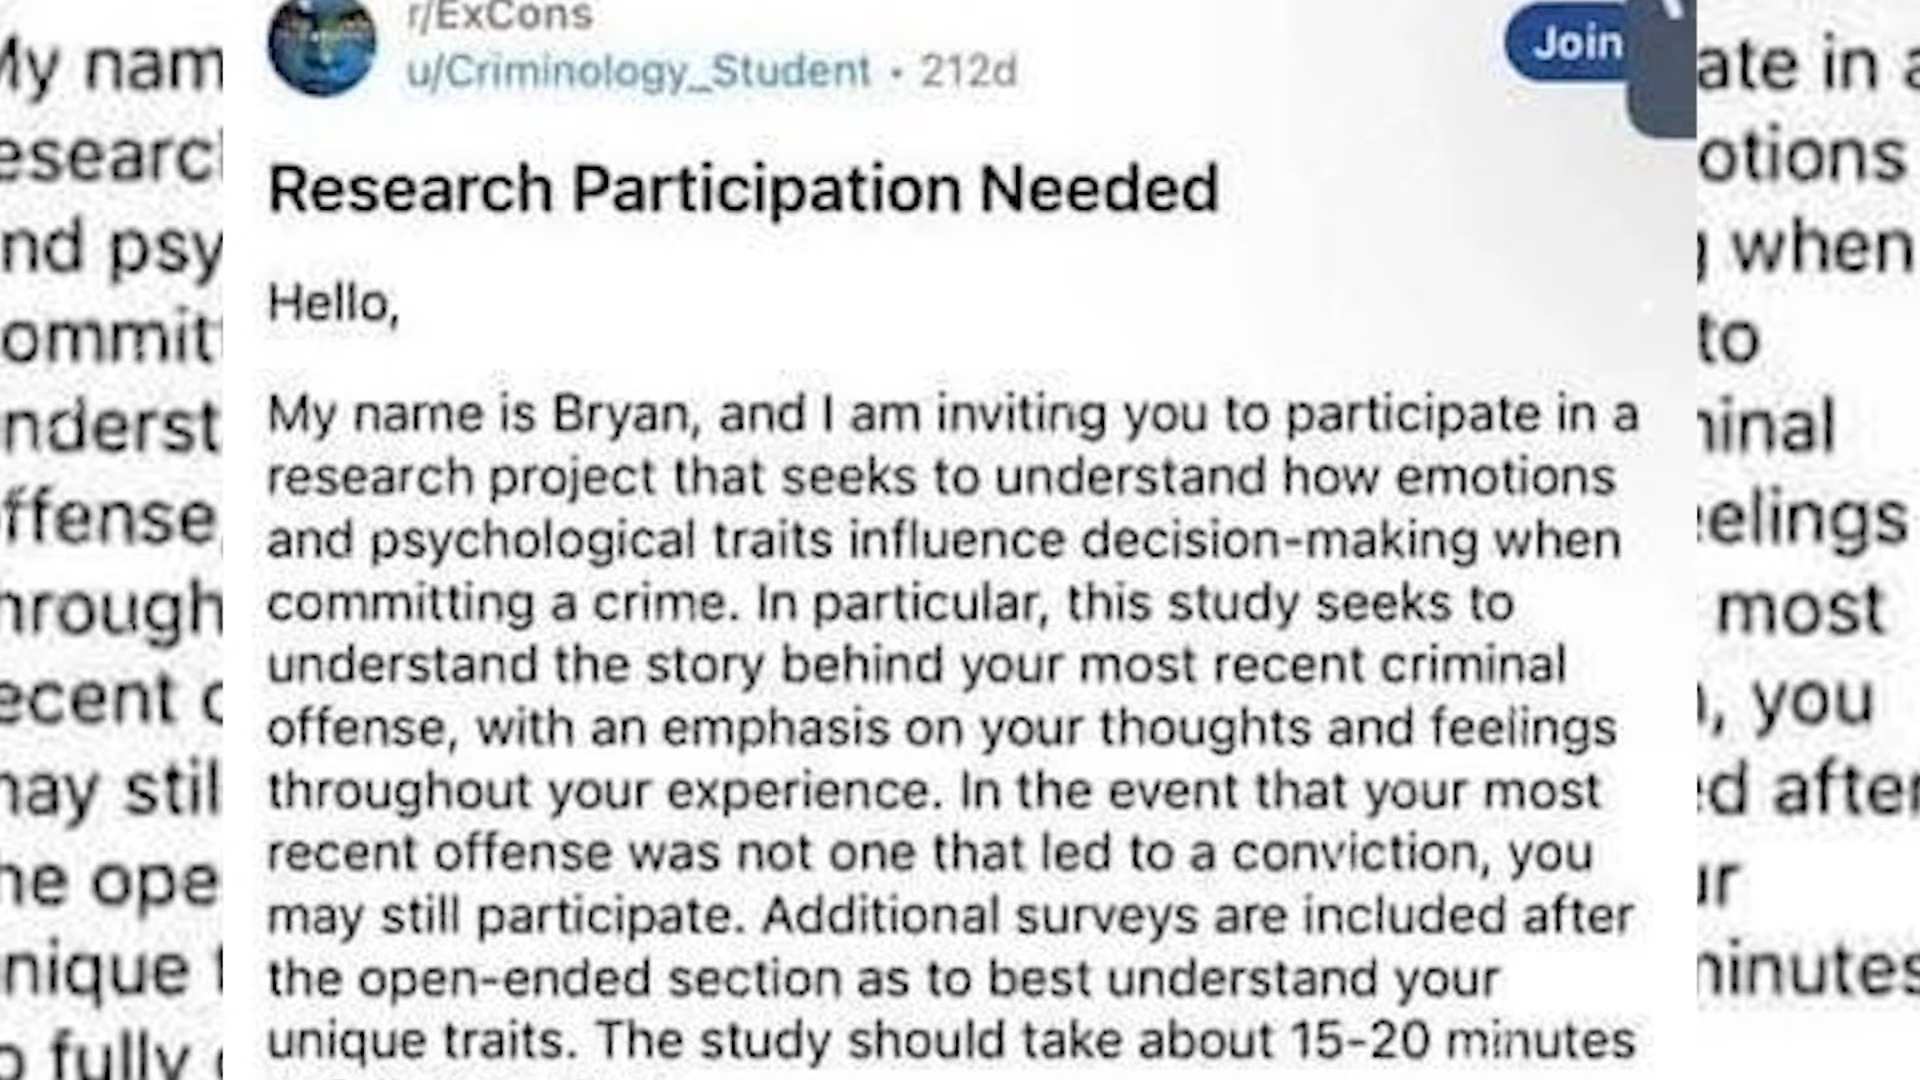 r/ExCons
u/Criminology_Student • 212d
Join
Research Participation Needed
Hello,
My name is Bryan, and I am inviting you to participate in a
research project that seeks to understand how emotions
and psychological traits influence decision-making when
committing a crime. In particular, this study seeks to
understand the story behind your most recent criminal
offense, with an emphasis on your thoughts and feelings
throughout your experience. In the event that your most
recent offense was not one that led to a conviction, you
may still participate. Additional surveys are included after
the open-ended section as to best understand your
unique traits. The study should take about 15-20 minutes